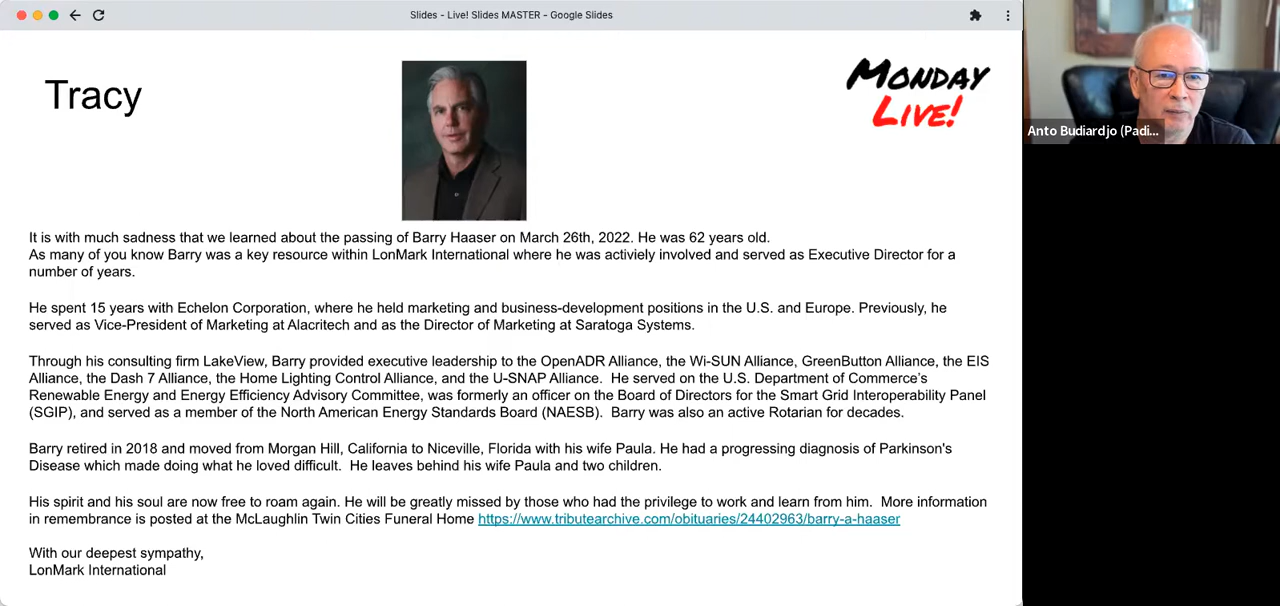 Slides - Live! Slides MASTER - Google Slides
Tracy
MONDAY
LIVE!
Anto Budiardjo (Padi...
It is with much sadness that we learned about the passing of Barry Haaser on March 26th, 2022. He was 62 years old.
As many of you know Barry was a key resource within LonMark International where he was activiely involved and served as Executive Director for a
number of years.
He spent 15 years with Echelon Corporation, where he held marketing and business-development positions in the U.S. and Europe. Previously, he
served as Vice-President of Marketing at Alacritech and as the Director of Marketing at Saratoga Systems.
Through his consulting firm LakeView, Barry provided executive leadership to the OpenADR Alliance, the Wi-SUN Alliance, GreenButton Alliance, the EIS
Alliance, the Dash 7 Alliance, the Home Lighting Control Alliance, and the U-SNAP Alliance.  He served on the U.S. Department of Commerce's
Renewable Energy and Energy Efficiency Advisory Committee, was formerly an officer on the Board of Directors for the Smart Grid Interoperability Panel
(SGIP), and served as a member of the North American Energy Standards Board (NAESB).  Barry was also an active Rotarian for decades.
Barry retired in 2018 and moved from Morgan Hill, California to Niceville, Florida with his wife Paula. He had a progressing diagnosis of Parkinson's
Disease which made doing what he loved difficult.  He leaves behind his wife Paula and two children.
His spirit and his soul are now free to roam again. He will be greatly missed by those who had the privilege to work and learn from him.  More information
in remembrance is posted at the McLaughlin Twin Cities Funeral Home https://www.tributearchive.com/obituaries/24402963/barry-a-haaser
With our deepest sympathy,
LonMark International